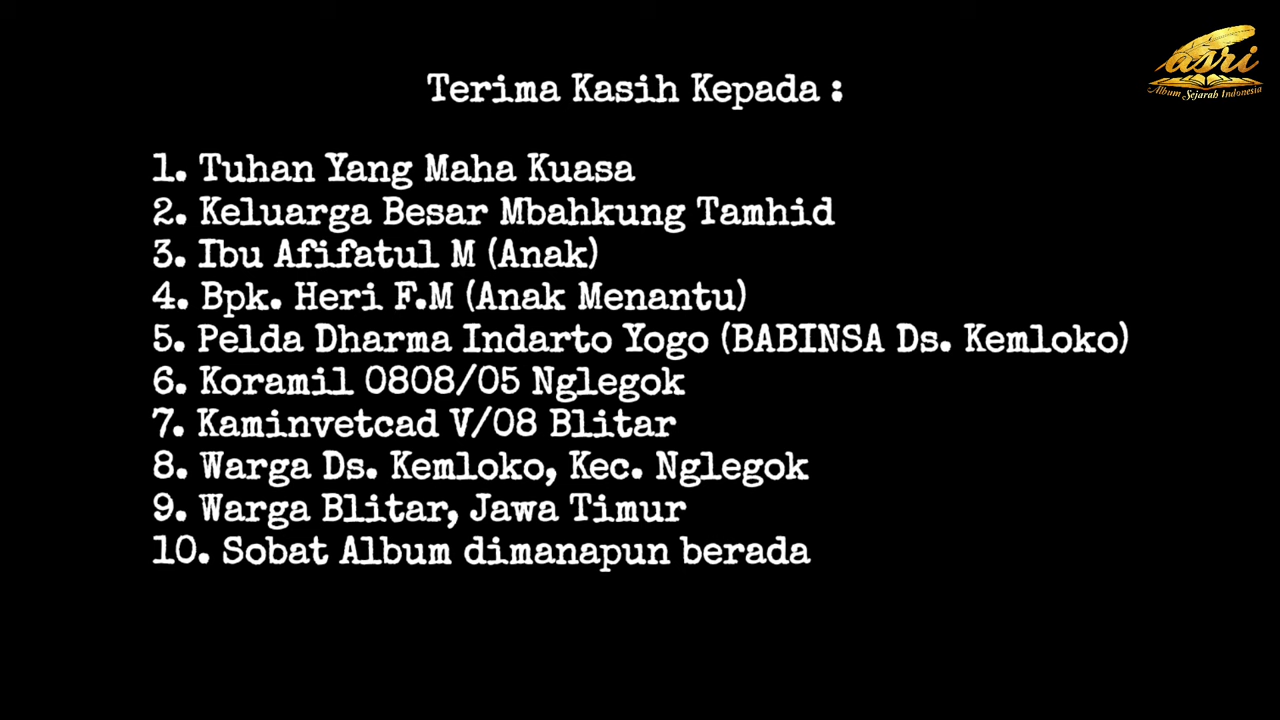 asri
Album Sejarah Indonesia
Terima Kasih Kepada :
1. Tuhan Yang Maha Kuasa
2. Keluarga Besar Mbahkung Tamhid
3. Ibu Afifatul M (Anak)
4. Bpk. Heri F.M (Anak Menantu)
5. Pelda Dharma Indarto Yogo (BABINSA Ds. Kemloko)
6. Koramil 0808/05 Nglegok
7. Kaminvetcad V/08 Blitar
8. Warga Ds. Kemloko, Kec. Nglegok
9. Warga Blitar, Jawa Timur
10. Sobat Album dimanapun berada